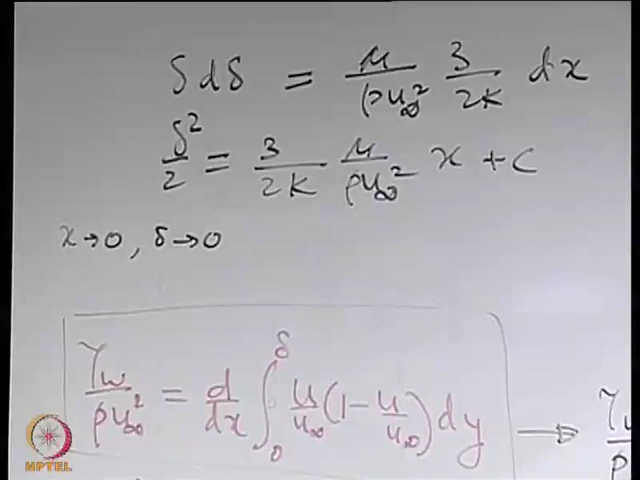 δ dδ = μ/(ρu∞²) 3/(2K) dx
δ²/2 = 3/(2K) μ/(ρu∞²) x + c
x→0, δ→0
τw/(ρu∞²) = d/dx ∫₀^δ u/u∞ (1 − u/u∞) dy → τ
NPTEL